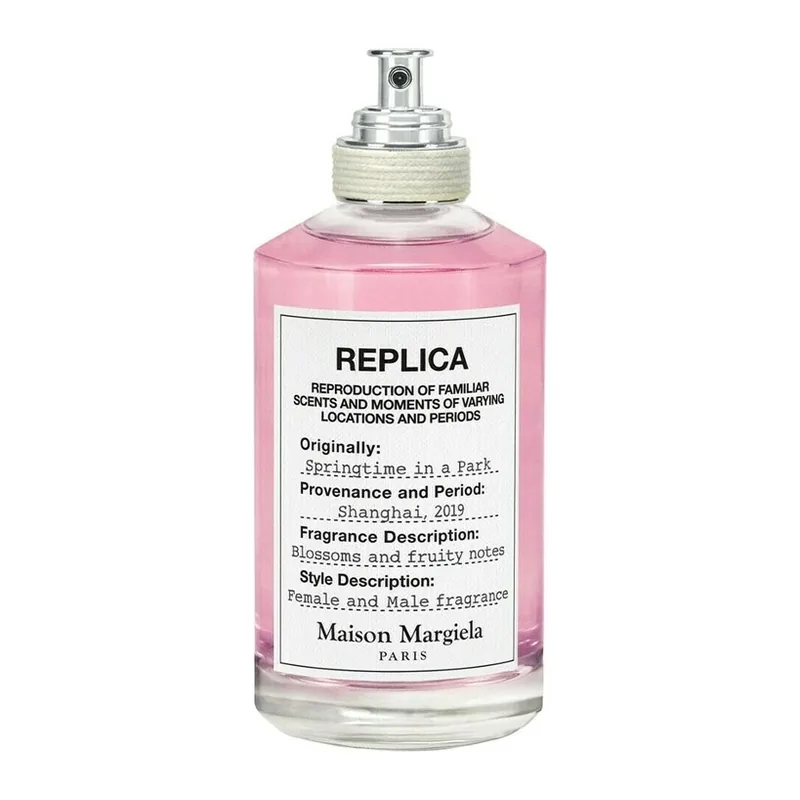 REPLICA
REPRODUCTION OF FAMILIAR
SCENTS AND MOMENTS OF VARYING
LOCATIONS AND PERIODS
Originally:
Springtime in a Park
Provenance and Period:
Shanghai, 2019
Fragrance Description:
Blossoms and fruity notes
Style Description:
Female and Male fragrance
Maison Margiela
PARIS